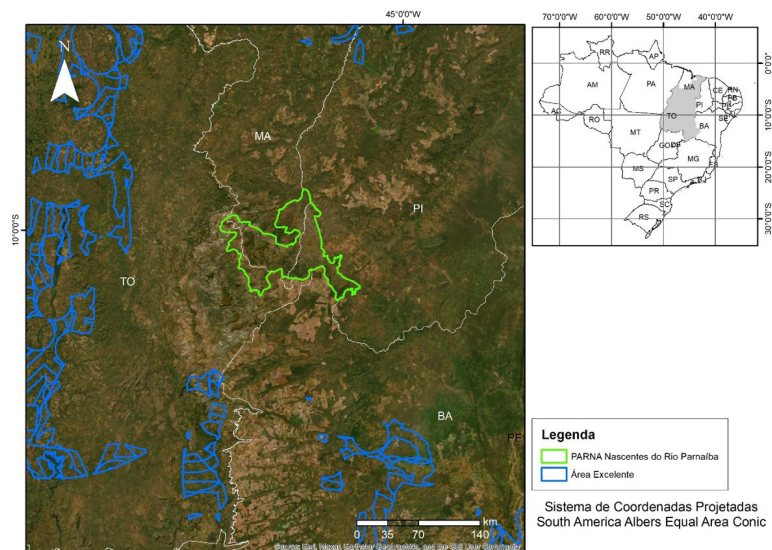 45°0'0"W
N
MA
PI
10°0'0"S
TO
BA
PE
km
0 35 70 140
70°0'0"W 60°0'0"W 50°0'0"W 40°0'0"W
RR
AP
0°0'0"
AM
PA
MA
CE
RN
PB
PE
PI
AC
TO
10°0'0"S
RO
SE
BA
MT
GO
DF
MG
ES
MS
20°0'0"S
SP
RJ
PR
SC
RS
30°0'0"S
Legenda
PARNA Nascentes do Rio Parnaíba
Área Excelente
Sistema de Coordenadas Projetadas
South America Albers Equal Area Conic